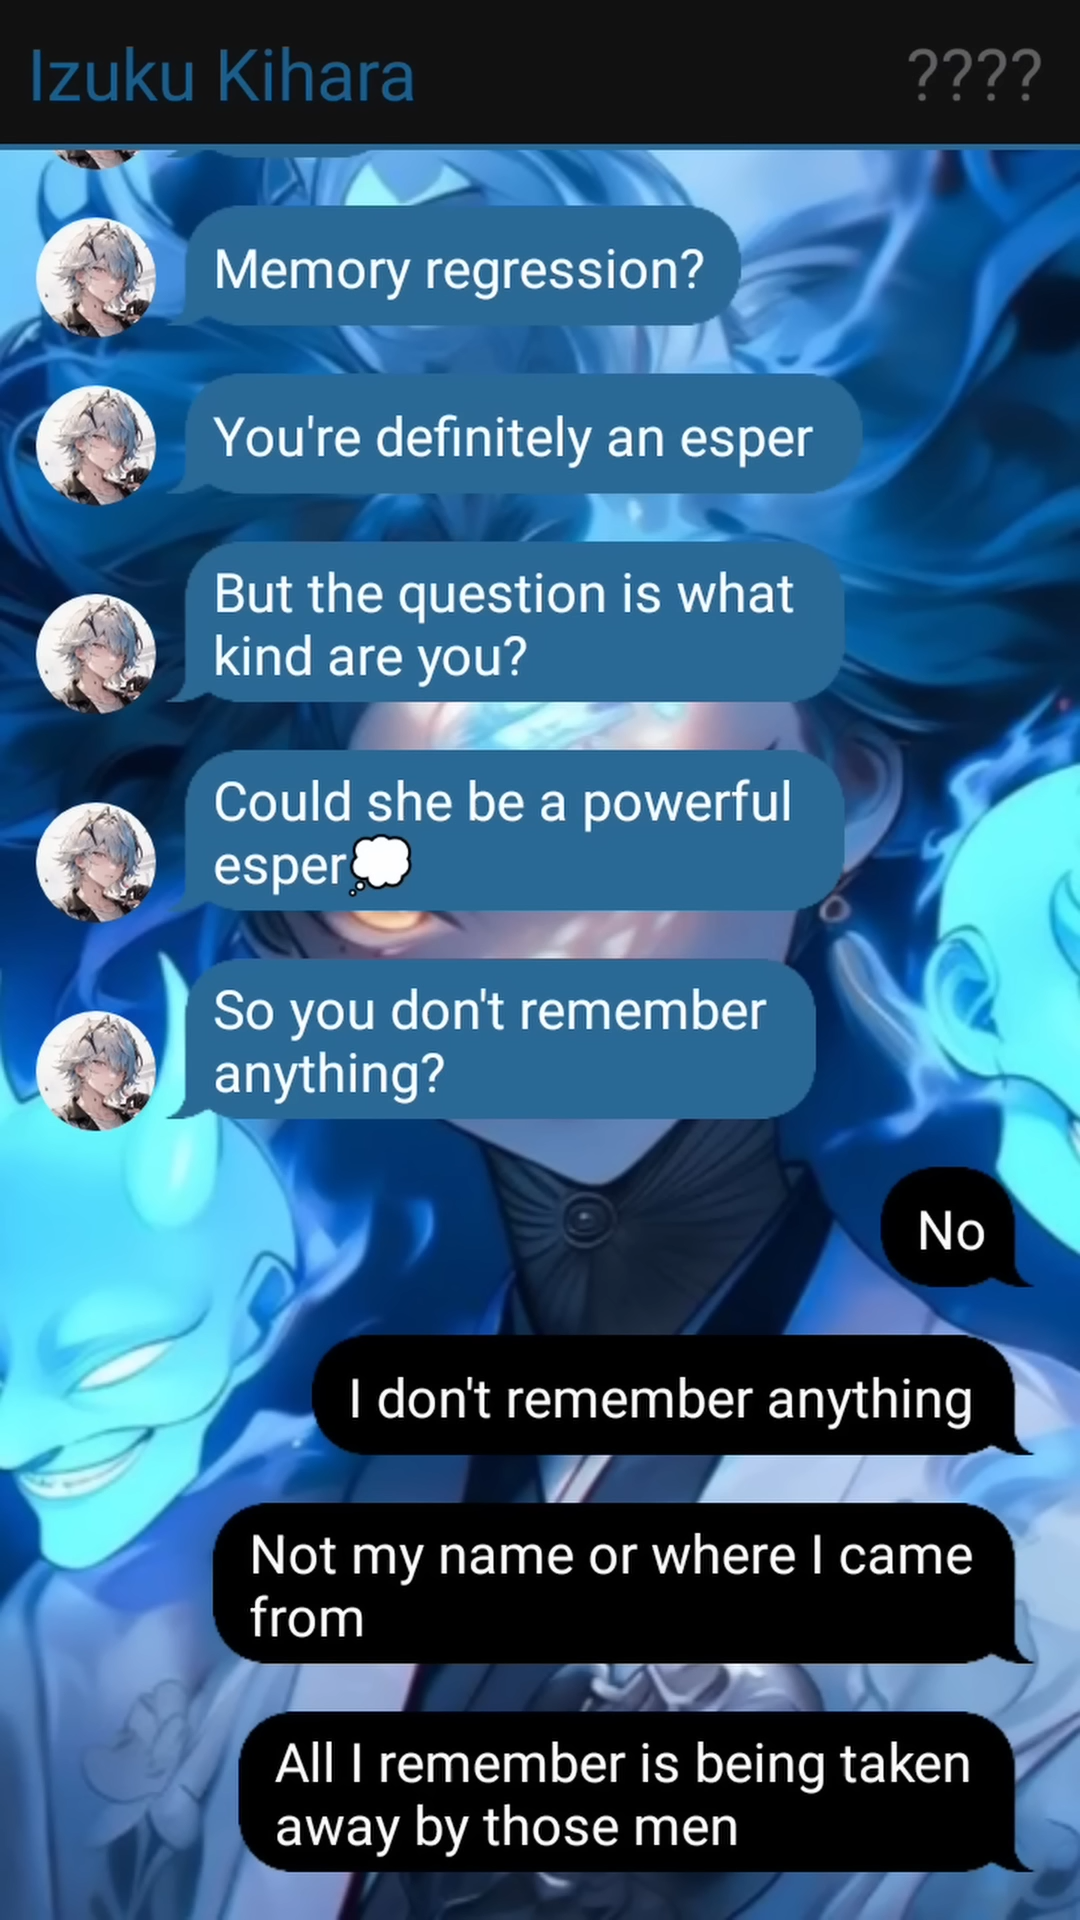 Izuku Kihara
????
Memory regression?
You're definitely an esper
But the question is what
kind are you?
Could she be a powerful
esper💭
So you don't remember
anything?
No
I don't remember anything
Not my name or where I came
from
All I remember is being taken
away by those men